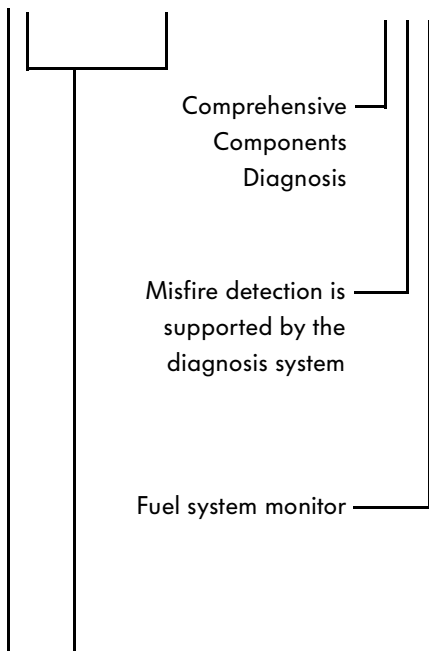 Comprehensive
Components
Diagnosis
Misfire detection is
supported by the
diagnosis system
Fuel system monitor